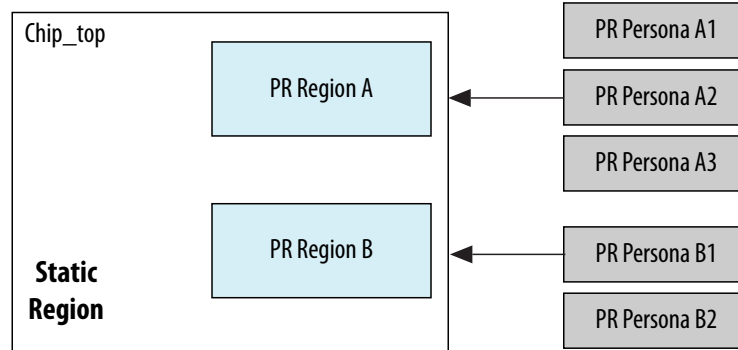 Chip_top
PR Region A
PR Region B
Static
Region
PR Persona A1
PR Persona A2
PR Persona A3
PR Persona B1
PR Persona B2